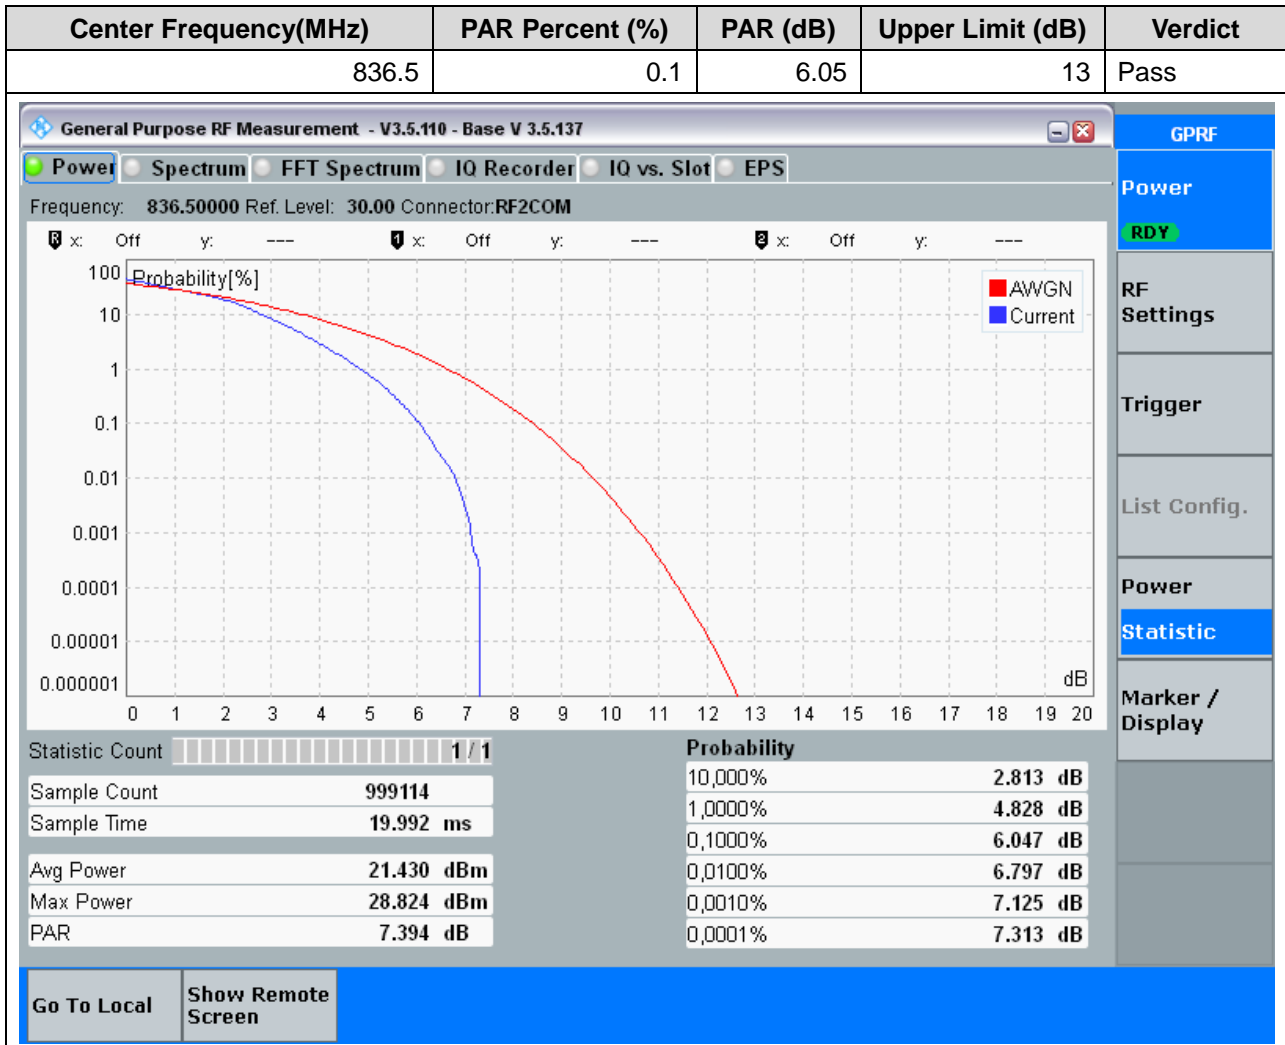 Center Frequency(MHz) PAR Percent (%) PAR (dB) Upper Limit (dB) Verdict
836.5 0.1 6.05 13 Pass
General Purpose RF Measurement - V3.5.110 - Base V 3.5.137
GPRF
Power Spectrum FFT Spectrum IQ Recorder IQ vs. Slot EPS
Power
RDY
Frequency: 836.50000 Ref. Level: 30.00 Connector:RF2COM
R x: Off y: --- 1 x: Off y: --- 2 x: Off y: ---
Probability[%]
100
10
1
0.1
0.01
0.001
0.0001
0.00001
0.000001
AWGN
Current
dB
0 1 2 3 4 5 6 7 8 9 10 11 12 13 14 15 16 17 18 19 20
RF
Settings
Trigger
List Config.
Power
Statistic
Marker /
Display
Statistic Count 1 / 1
Sample Count 999114
Sample Time 19.992 ms
Avg Power 21.430 dBm
Max Power 28.824 dBm
PAR 7.394 dB
Probability
10,000% 2.813 dB
1,0000% 4.828 dB
0,1000% 6.047 dB
0,0100% 6.797 dB
0,0010% 7.125 dB
0,0001% 7.313 dB
Go To Local
Show Remote
Screen